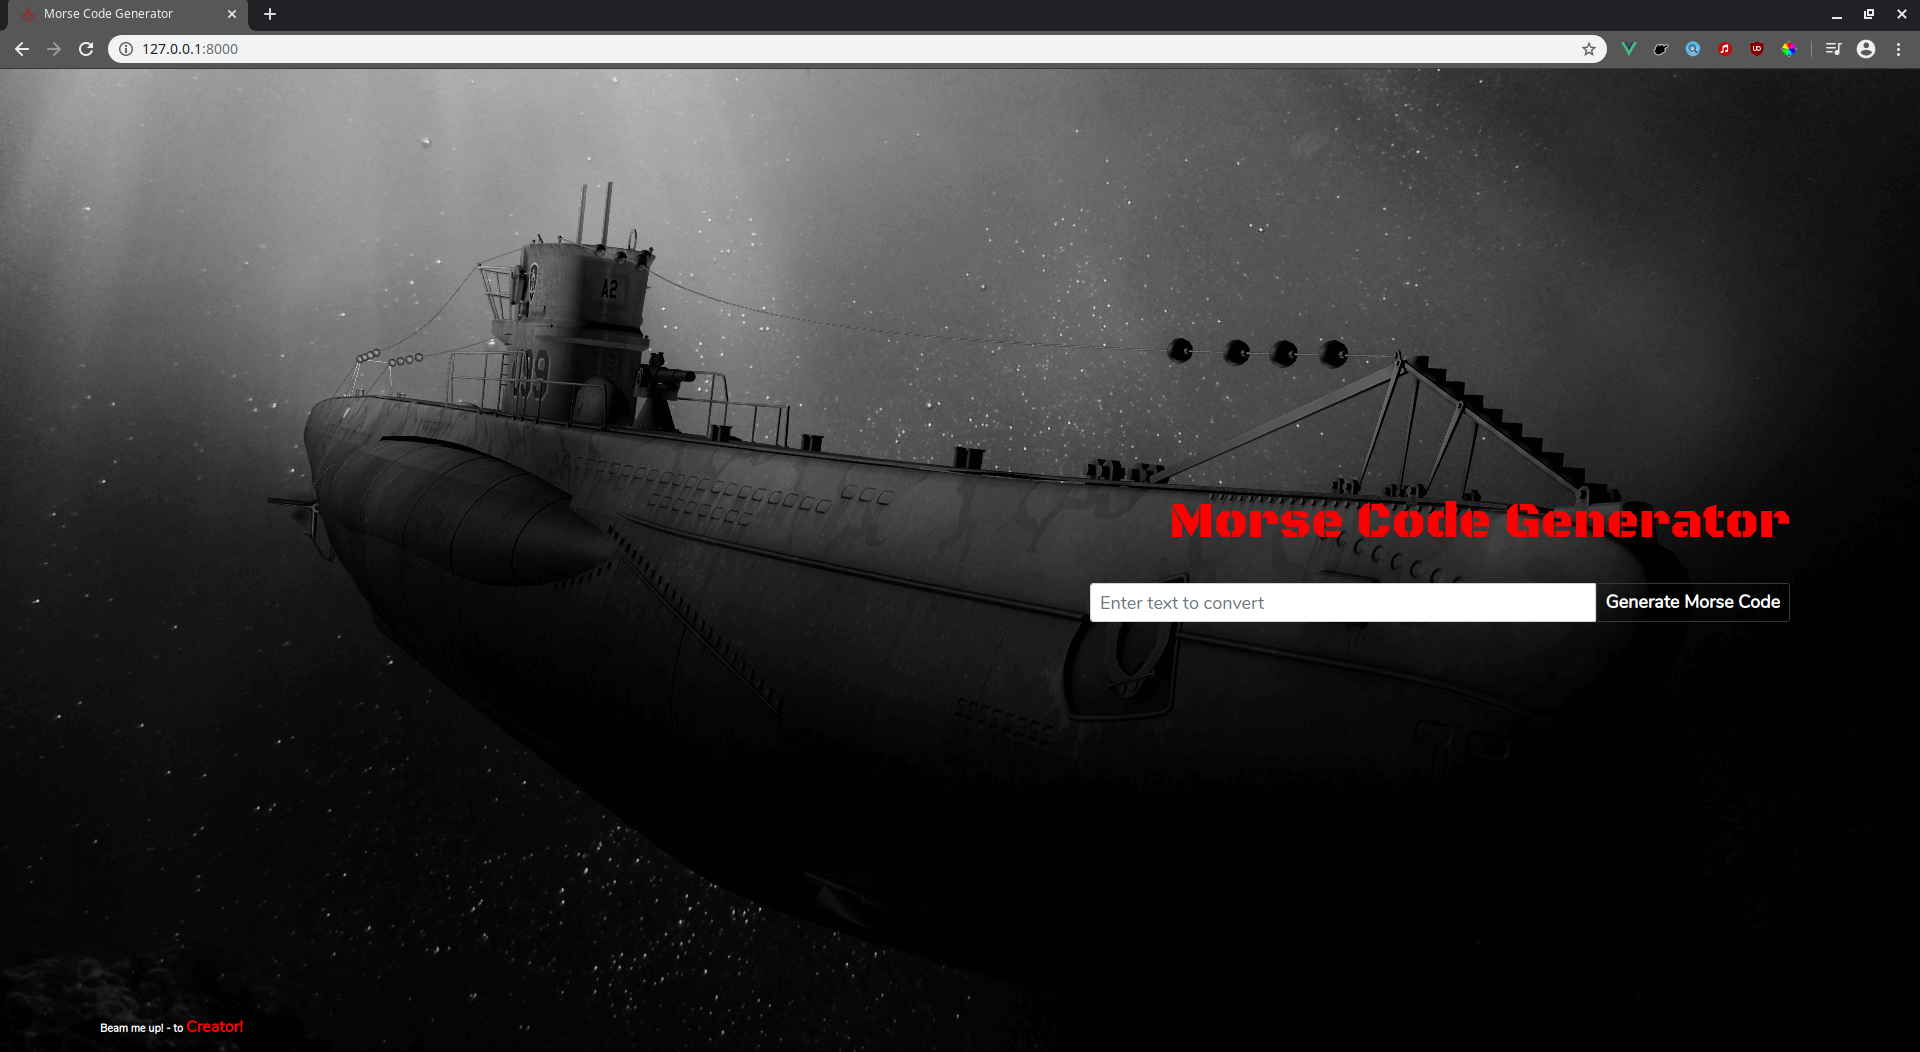 Morse Code Generator
127.0.0.1:8000
A2
Morse Code Generator
Enter text to convert
Generate Morse Code
Beam me up! - to Creator!